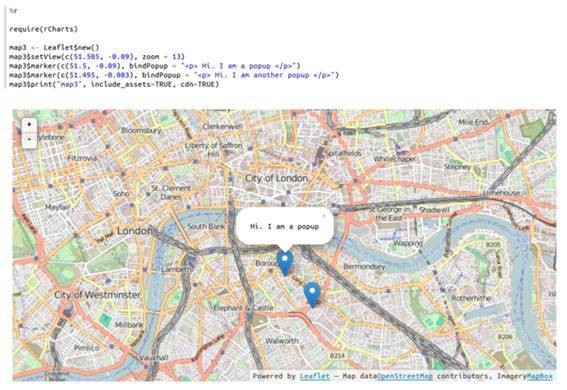 %r
require(rCharts)
map3 <- Leaflet$new()
map3$setView(c(51.505, -0.09), zoom = 13)
map3$marker(c(51.5, -0.09), bindPopup = "<p> Hi. I am a popup </p>")
map3$marker(c(51.495, -0.083), bindPopup = "<p> Hi. I am another popup </p>")
map3$print("map3", include_assets=TRUE, cdn=TRUE)
+
-
Mile End
Bloomsbury
Clerkenwell
Liberty of Saffron
Hill
Fitzrovia
Spitalfields
Whitechapel
Stepney
City of London
Soho
St. Clement
Danes
Limehouse
Mayfair
St. George in
the East
Shadwell
London
South Bank
Hi. I am a popup
Wapping
B205
Lambeth
Borough
Bermondsey
City of Westminster
Rotherhithe
Elephant & Castle
Millbank
Walworth
Pimlico
B214
Vauxhall
B206
Powered by Leaflet — Map dataOpenStreetMap contributors, ImageryMapBox